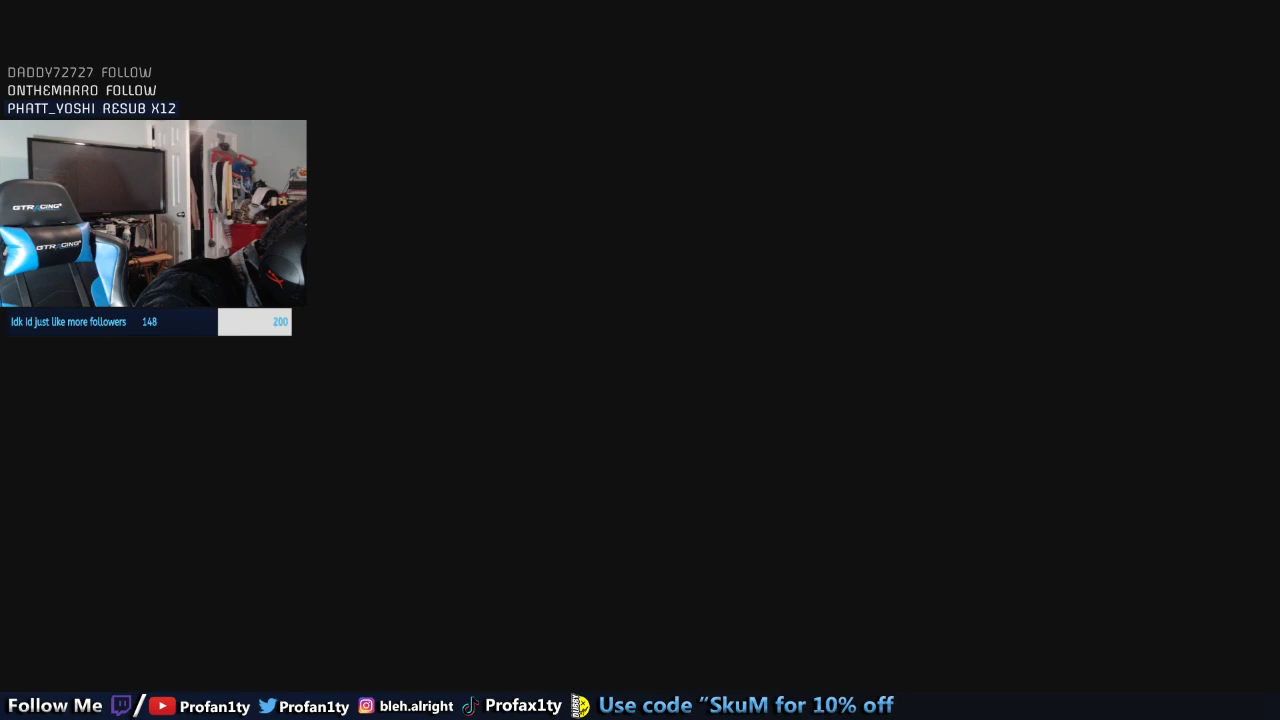 DADDY72727 FOLLOW
ONTHEMARRO FOLLOW
PHATT_YOSHI RESUB X12
GTRACING
GTRACING
Idk Id just like more followers 148 200
Follow Me / Profan1ty Profan1ty bleh.alright Profax1ty DUBBY Use code "SkuM for 10% off